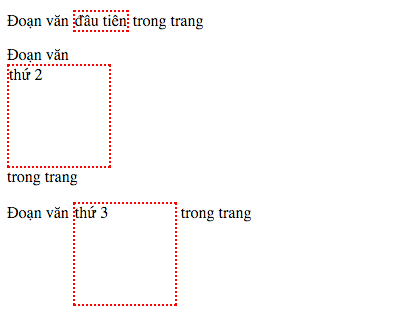 Đoạn văn đầu tiên trong trang
Đoạn văn
thứ 2
trong trang
Đoạn văn thứ 3 trong trang